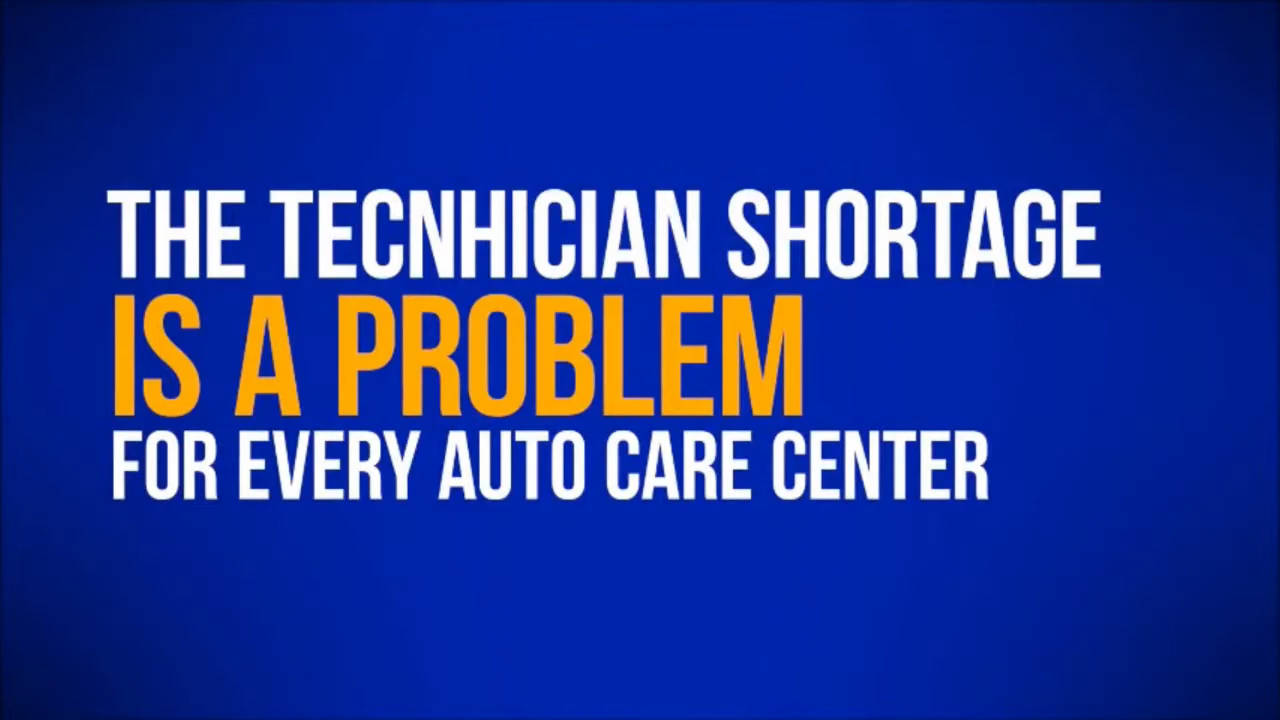 THE TECNHICIAN SHORTAGE
IS A PROBLEM
FOR EVERY AUTO CARE CENTER